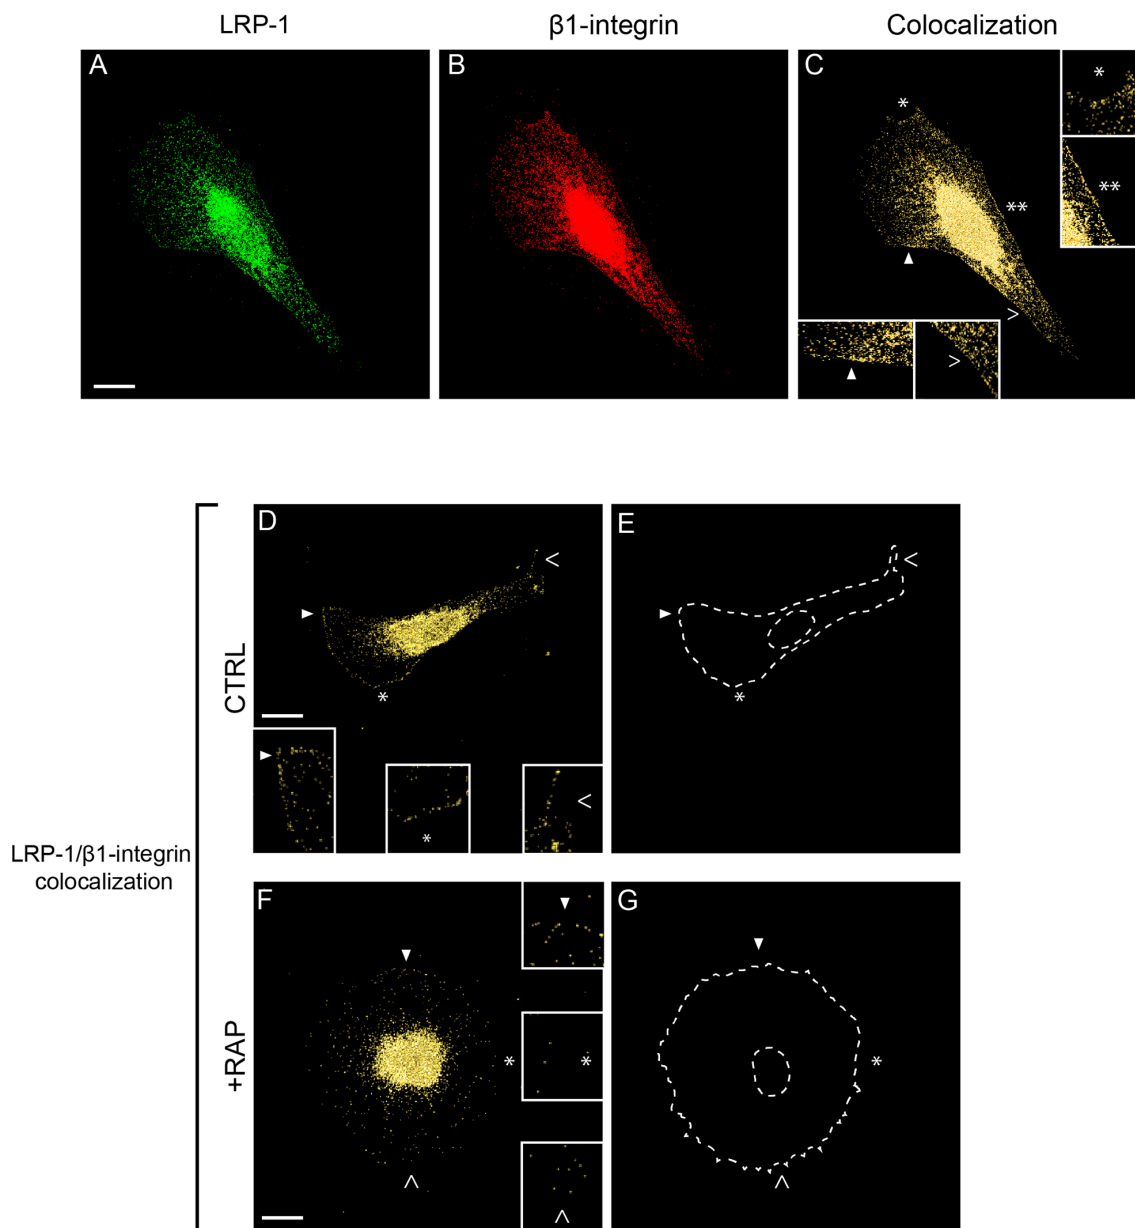 LRP-1 β1-integrin Colocalization
A B C
*
*
**
**
>
>
D E
<
<
*
*
CTRL
<
*
LRP-1/β1-integrin
colocalization
F G
+RAP
*
*
*
^
^
^